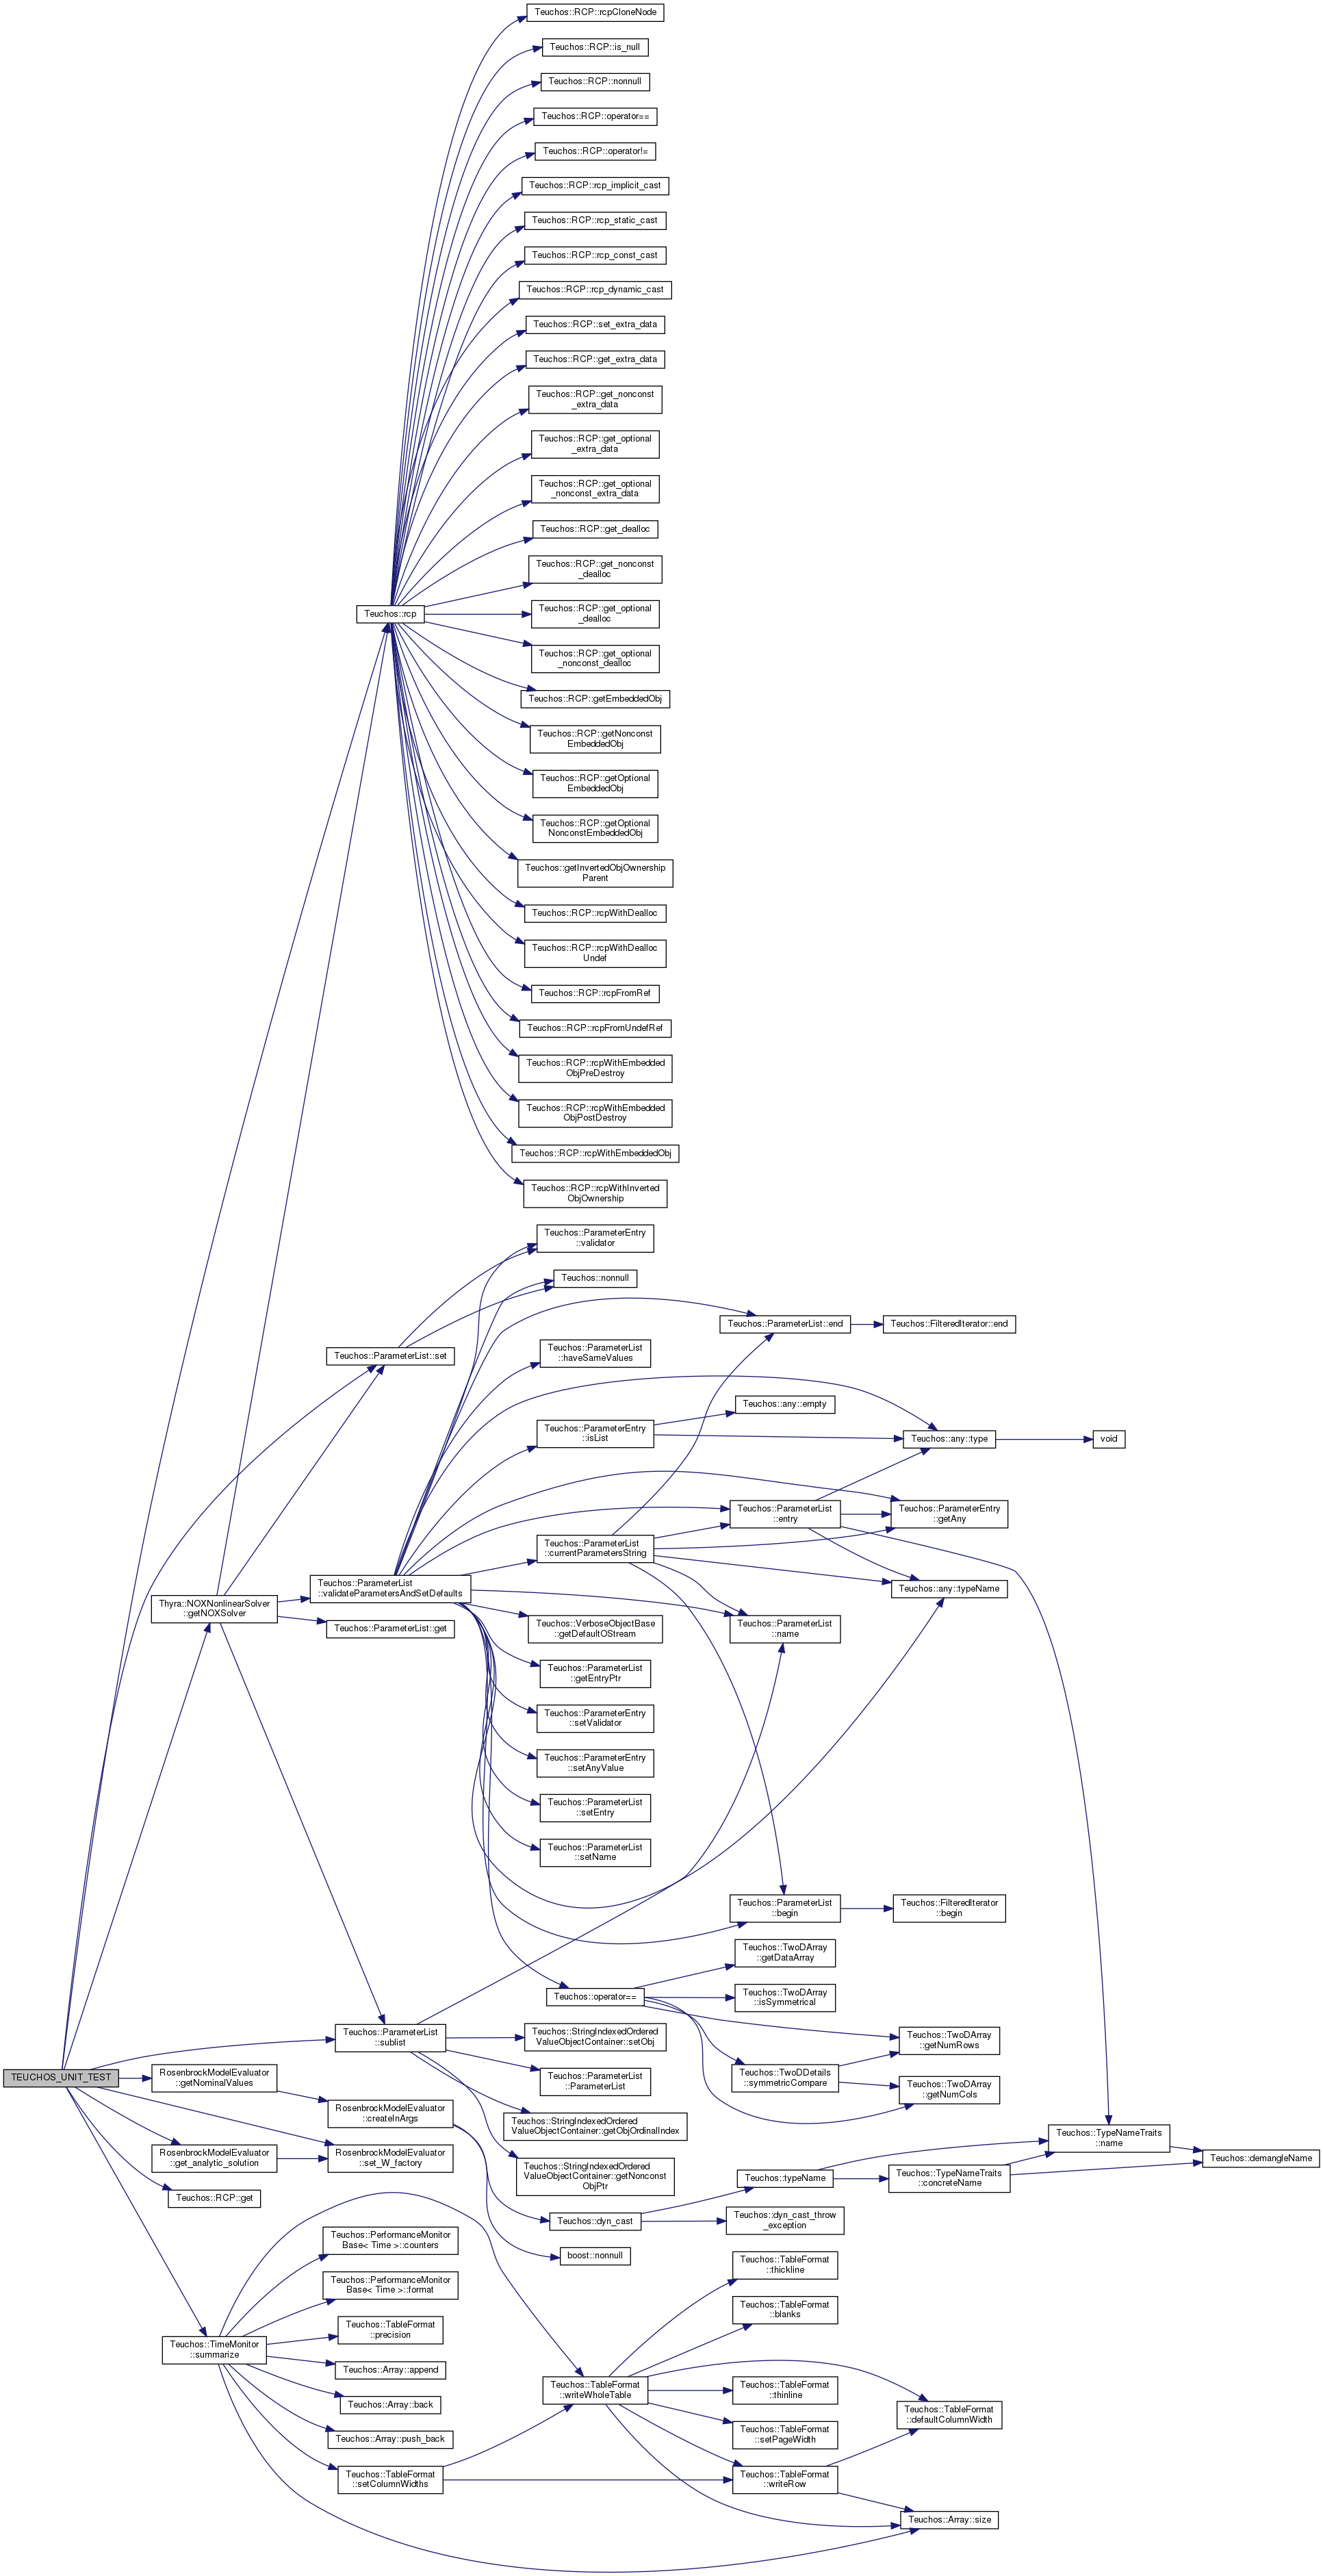 Teuchos::RCP::rcpCloneNode
Teuchos::RCP::is_null
Teuchos::RCP::nonnull
Teuchos::RCP::operator==
Teuchos::RCP::operator!=
Teuchos::RCP::rcp_implicit_cast
Teuchos::RCP::rcp_static_cast
Teuchos::RCP::rcp_const_cast
Teuchos::RCP::rcp_dynamic_cast
Teuchos::RCP::set_extra_data
Teuchos::RCP::get_extra_data
Teuchos::RCP::get_nonconst
_extra_data
Teuchos::RCP::get_optional
_extra_data
Teuchos::RCP::get_optional
_nonconst_extra_data
Teuchos::RCP::get_dealloc
Teuchos::RCP::get_nonconst
_dealloc
Teuchos::rcp
Teuchos::RCP::get_optional
_dealloc
Teuchos::RCP::get_optional
_nonconst_dealloc
Teuchos::RCP::getEmbeddedObj
Teuchos::RCP::getNonconst
EmbeddedObj
Teuchos::RCP::getOptional
EmbeddedObj
Teuchos::RCP::getOptional
NonconstEmbeddedObj
Teuchos::getInvertedObjOwnership
Parent
Teuchos::RCP::rcpWithDealloc
Teuchos::RCP::rcpWithDealloc
Undef
Teuchos::RCP::rcpFromRef
Teuchos::RCP::rcpFromUndefRef
Teuchos::RCP::rcpWithEmbedded
ObjPreDestroy
Teuchos::RCP::rcpWithEmbedded
ObjPostDestroy
Teuchos::RCP::rcpWithEmbeddedObj
Teuchos::RCP::rcpWithInverted
ObjOwnership
Teuchos::ParameterEntry
::validator
Teuchos::nonnull
Teuchos::ParameterList::end
Teuchos::FilteredIterator::end
Teuchos::ParameterList::set
Teuchos::ParameterList
::haveSameValues
Teuchos::any::empty
Teuchos::ParameterEntry
::isList
Teuchos::any::type
void
Teuchos::ParameterList
::entry
Teuchos::ParameterEntry
::getAny
Teuchos::ParameterList
::currentParametersString
Teuchos::any::typeName
Teuchos::ParameterList
::validateParametersAndSetDefaults
Thyra::NOXNonlinearSolver
::getNOXSolver
Teuchos::ParameterList::get
Teuchos::VerboseObjectBase
::getDefaultOStream
Teuchos::ParameterList
::name
Teuchos::ParameterList
::getEntryPtr
Teuchos::ParameterEntry
::setValidator
Teuchos::ParameterEntry
::setAnyValue
Teuchos::ParameterList
::setEntry
Teuchos::ParameterList
::setName
Teuchos::ParameterList
::begin
Teuchos::FilteredIterator
::begin
Teuchos::TwoDArray
::getDataArray
Teuchos::operator==
Teuchos::TwoDArray
::isSymmetrical
Teuchos::ParameterList
::sublist
Teuchos::StringIndexedOrdered
ValueObjectContainer::setObj
Teuchos::TwoDArray
::getNumRows
TEUCHOS_UNIT_TEST
RosenbrockModelEvaluator
::getNominalValues
Teuchos::ParameterList
::ParameterList
Teuchos::TwoDDetails
::symmetricCompare
Teuchos::TwoDArray
::getNumCols
RosenbrockModelEvaluator
::createInArgs
Teuchos::StringIndexedOrdered
ValueObjectContainer::getObjOrdinalIndex
Teuchos::TypeNameTraits
::name
RosenbrockModelEvaluator
::get_analytic_solution
RosenbrockModelEvaluator
::set_W_factory
Teuchos::demangleName
Teuchos::StringIndexedOrdered
ValueObjectContainer::getNonconst
ObjPtr
Teuchos::typeName
Teuchos::TypeNameTraits
::concreteName
Teuchos::RCP::get
Teuchos::dyn_cast
Teuchos::dyn_cast_throw
_exception
Teuchos::PerformanceMonitor
Base< Time >::counters
boost::nonnull
Teuchos::TableFormat
::thickline
Teuchos::PerformanceMonitor
Base< Time >::format
Teuchos::TableFormat
::blanks
Teuchos::TableFormat
::precision
Teuchos::TimeMonitor
::summarize
Teuchos::Array::append
Teuchos::TableFormat
::writeWholeTable
Teuchos::TableFormat
::thinline
Teuchos::Array::back
Teuchos::TableFormat
::defaultColumnWidth
Teuchos::Array::push_back
Teuchos::TableFormat
::setPageWidth
Teuchos::TableFormat
::setColumnWidths
Teuchos::TableFormat
::writeRow
Teuchos::Array::size